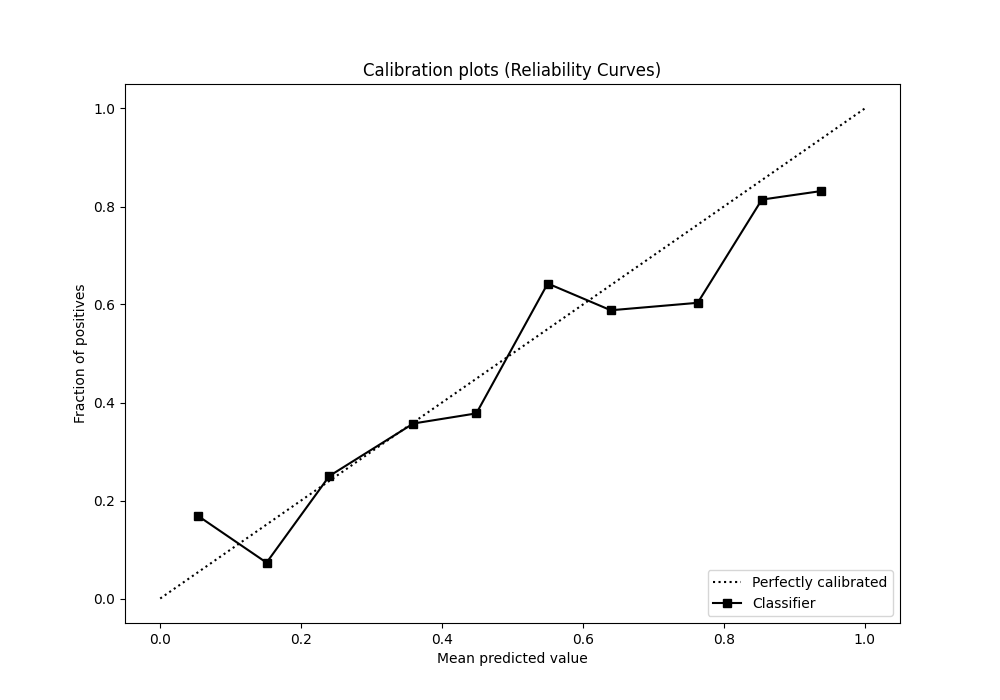 Calibration plots (Reliability Curves)
1.0
0.8
0.6
0.4
0.2
0.0
Fraction of positives
0.0 0.2 0.4 0.6 0.8 1.0
Mean predicted value
Perfectly calibrated
Classifier